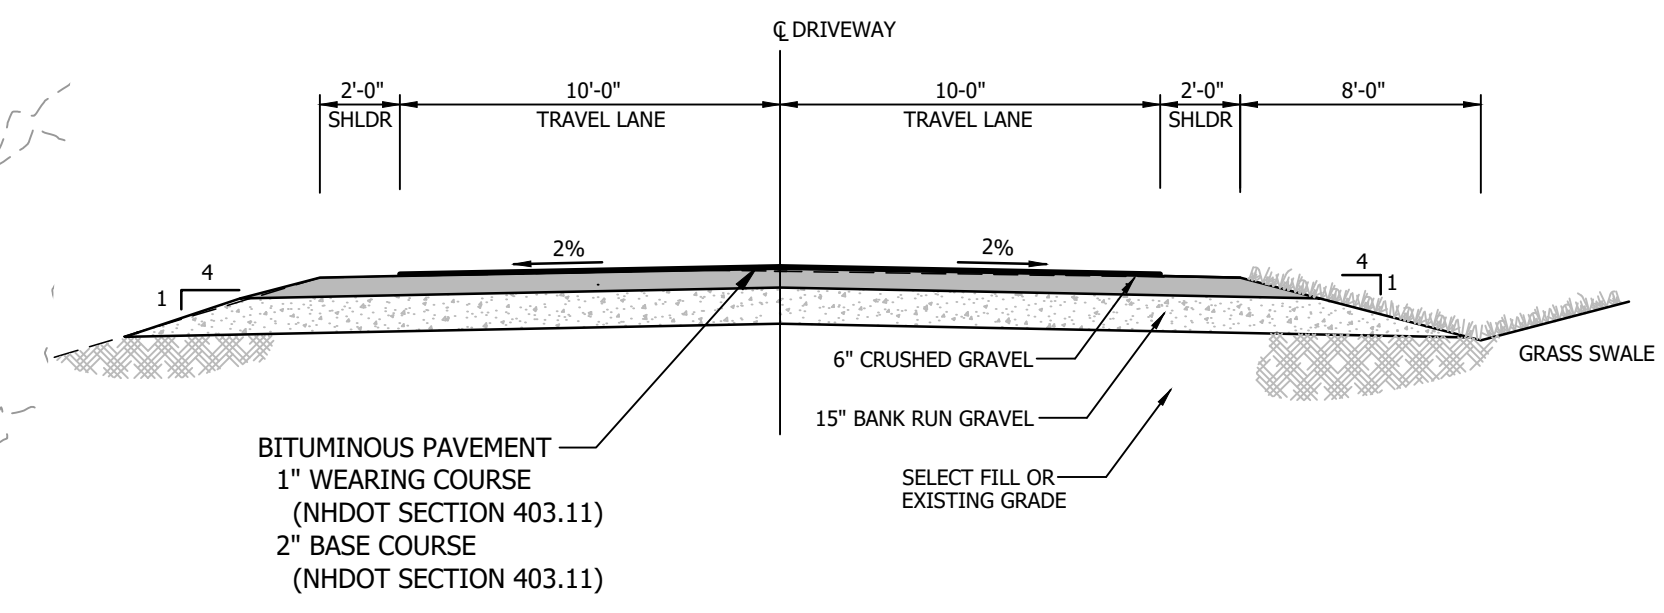 ℄ DRIVEWAY
2'-0" 10'-0" 10-0" 2'-0" 8'-0"
SHLDR TRAVEL LANE TRAVEL LANE SHLDR
2% 2%
4 4
1 1
6" CRUSHED GRAVEL
GRASS SWALE
15" BANK RUN GRAVEL
BITUMINOUS PAVEMENT
1" WEARING COURSE
(NHDOT SECTION 403.11)
2" BASE COURSE
(NHDOT SECTION 403.11)
SELECT FILL OR
EXISTING GRADE